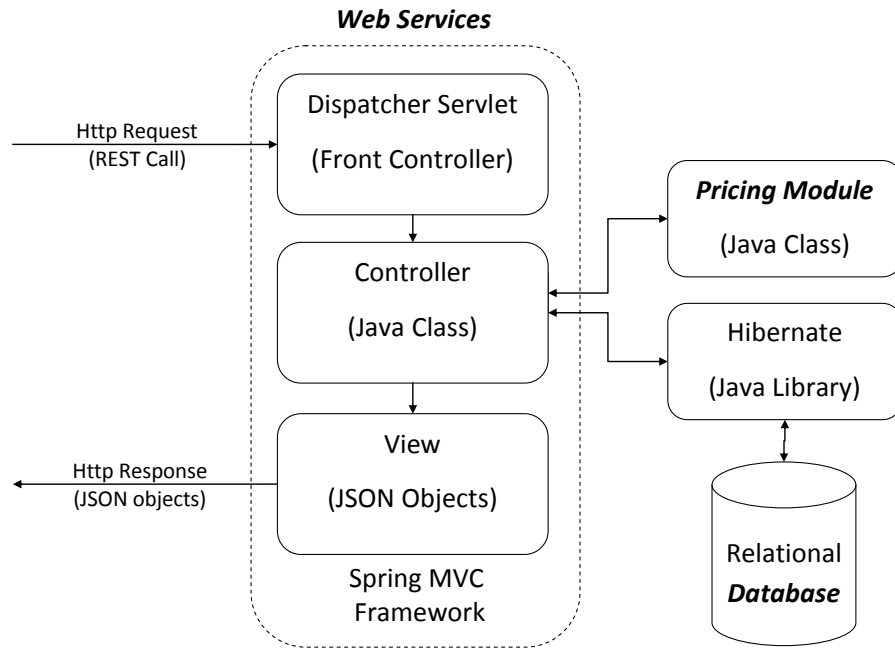 Web Services
Dispatcher Servlet
(Front Controller)
Http Request
(REST Call)
Pricing Module
(Java Class)
Controller
(Java Class)
Hibernate
(Java Library)
View
(JSON Objects)
Http Response
(JSON objects)
Spring MVC
Framework
Relational
Database